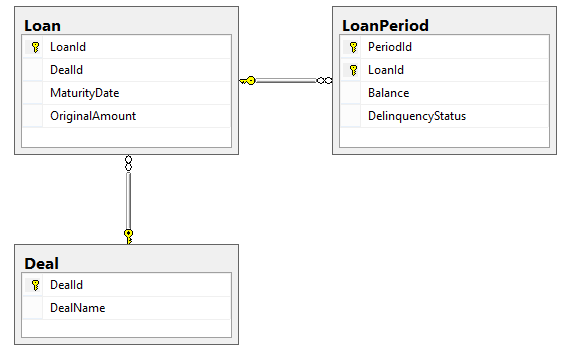 Loan
LoanId
DealId
MaturityDate
OriginalAmount
LoanPeriod
PeriodId
LoanId
Balance
DelinquencyStatus
Deal
DealId
DealName